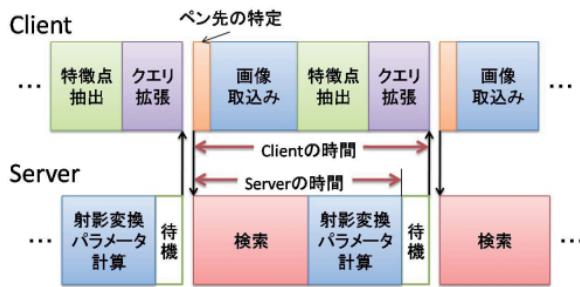 Client
ペン先の特定
…
特徴点
抽出
クエリ
拡張
画像
取込み
特徴点
抽出
クエリ
拡張
画像
取込み
…
Clientの時間
Server
Serverの時間
…
射影変換
パラメータ
計算
待
機
検索
射影変換
パラメータ
計算
待
機
検索
…